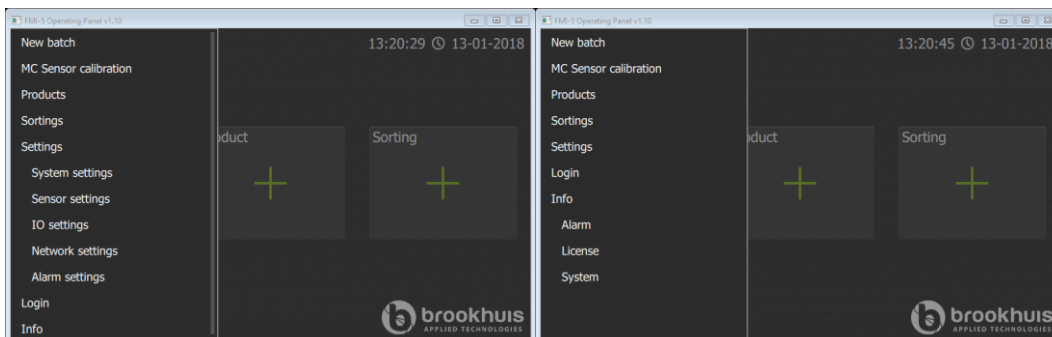 FMI-5 Operating Panel v1.10
New batch
13:20:29 13-01-2018
MC Sensor calibration
Products
Sortings
oduct
Sorting
Settings
System settings
Sensor settings
IO settings
Network settings
Alarm settings
Login
Info
brookhuis
APPLIED TECHNOLOGIES
FMI-5 Operating Panel v1.10
New batch
13:20:45 13-01-2018
MC Sensor calibration
Products
Sortings
oduct
Sorting
Settings
Login
Info
Alarm
License
System
brookhuis
APPLIED TECHNOLOGIES